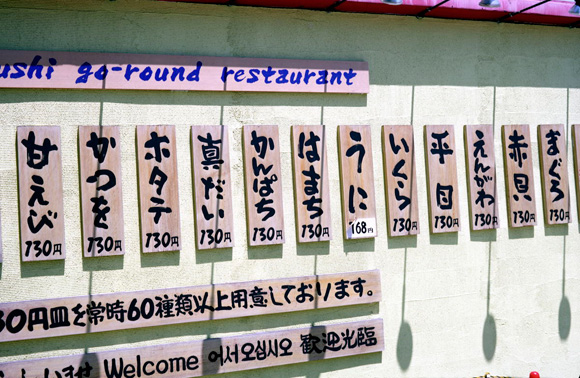 ushi go-round restaurant
甘えび 130円
かつを 130円
ホタテ 130円
真だい 130円
かんぱち 130円
はまち 130円
うに 168円
いくら 130円
平目 130円
えんがわ 130円
赤貝 130円
まぐろ 130円
30円皿を常時60種類以上用意しております。
Welcome 어서오십시오 歡迎光臨